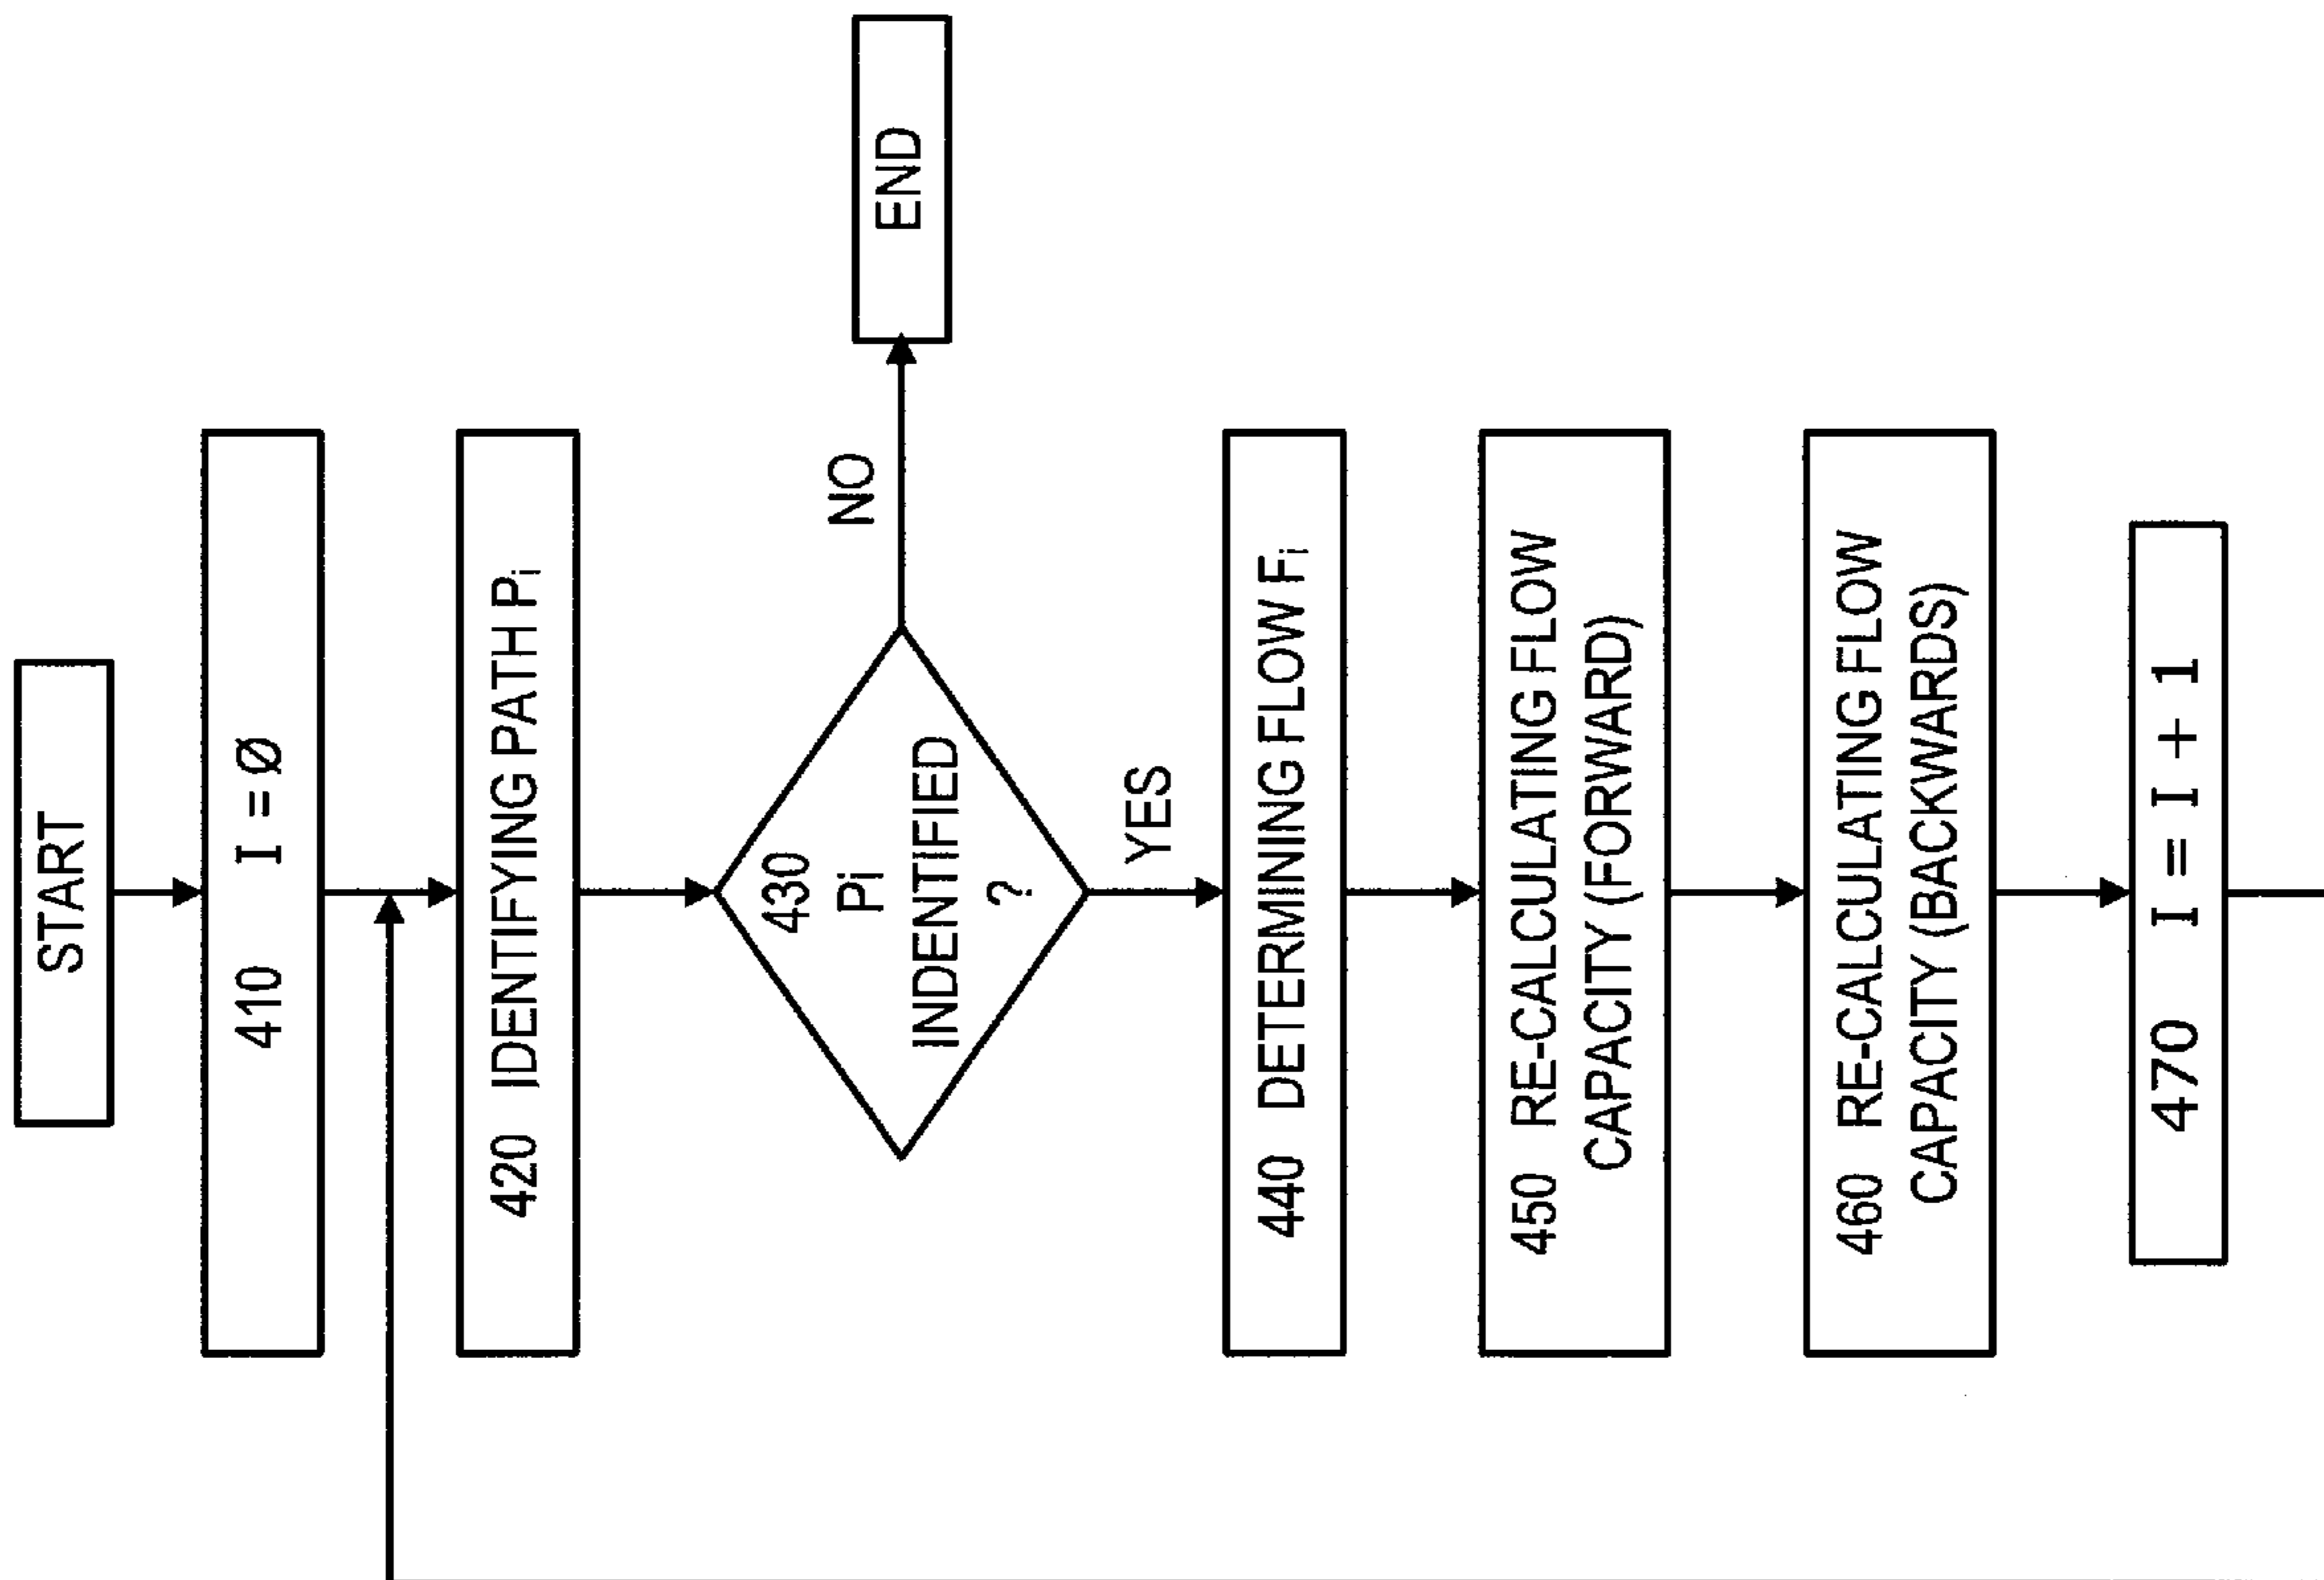 START
410 I = Ø
420 IDENTIFYING PATH Pi
430
Pi
INDENTIFIED
?
NO
END
YES
440 DETERMINING FLOW Fi
450 RE-CALCULATING FLOW
CAPACITY (FORWARD)
460 RE-CALCULATING FLOW
CAPACITY (BACKWARDS)
470 I = I + 1